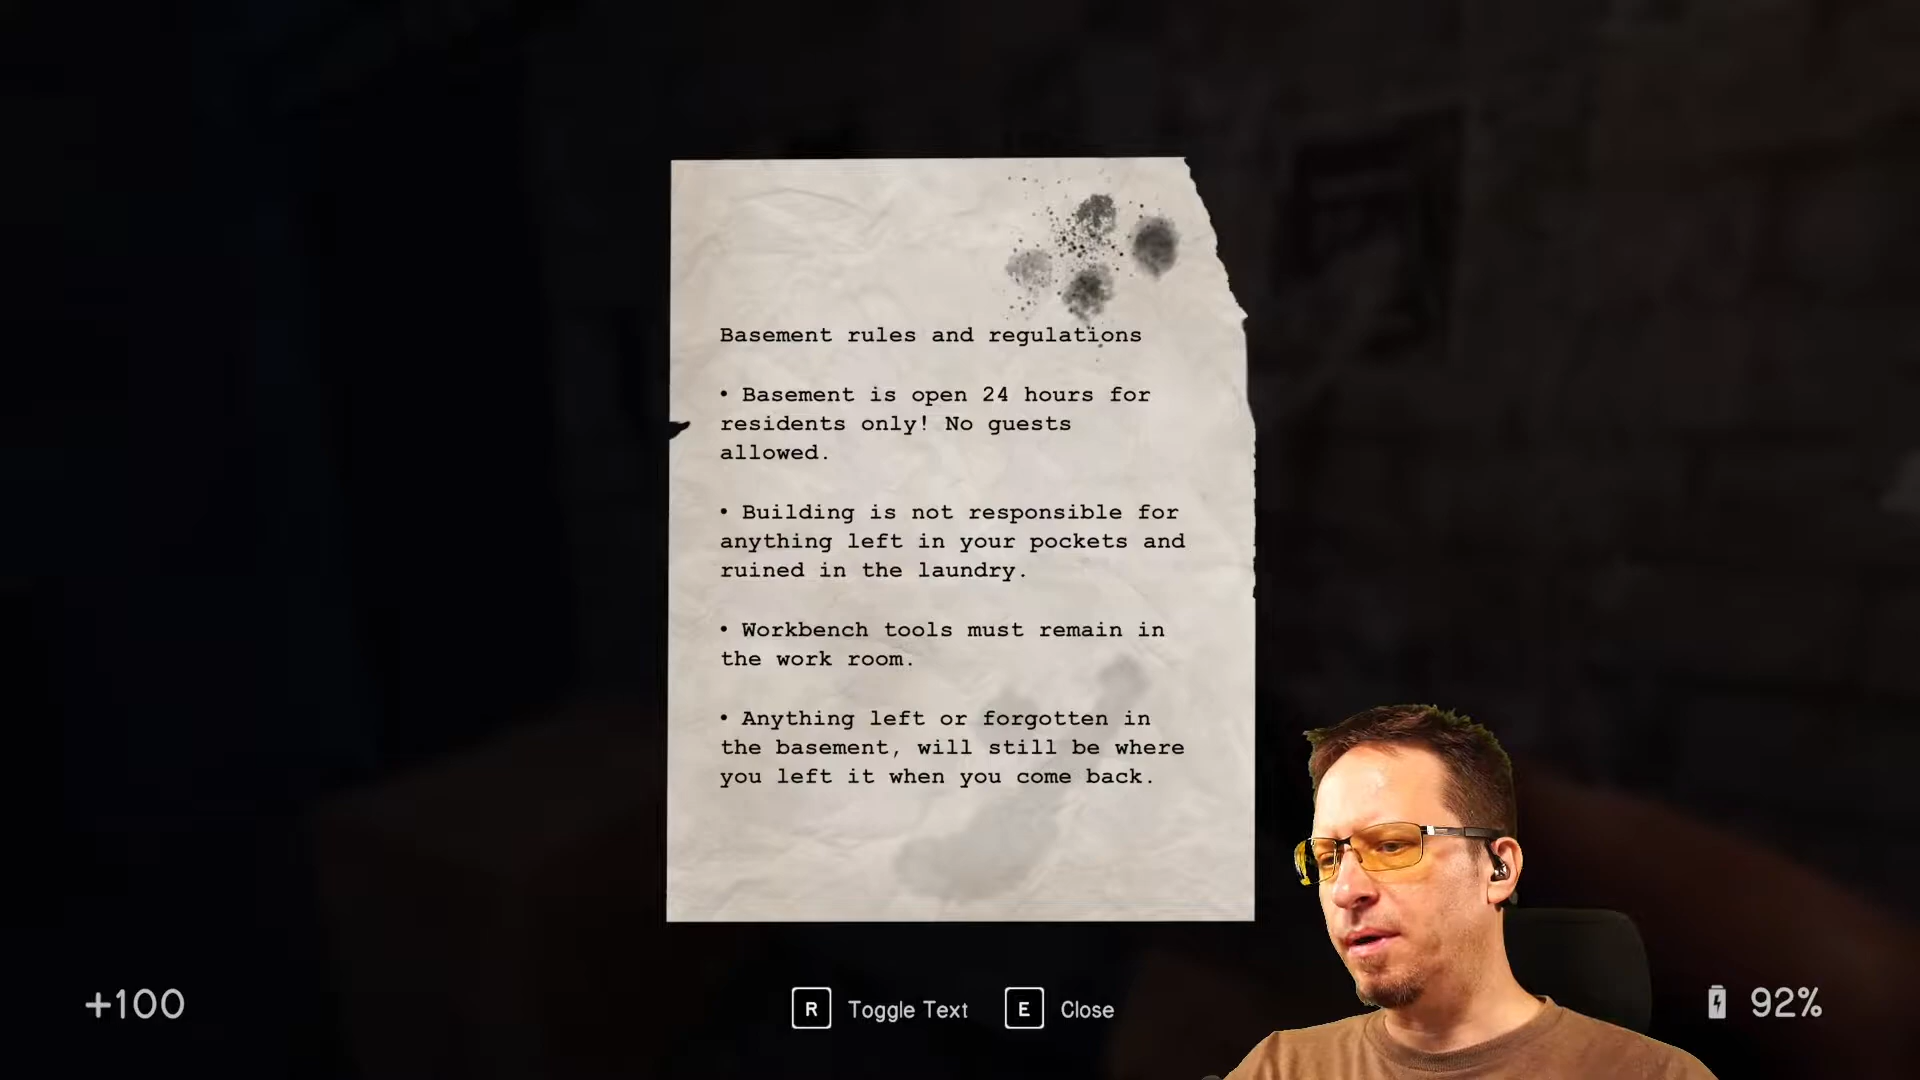 Basement rules and regulations
• Basement is open 24 hours for
residents only! No guests
allowed.
• Building is not responsible for
anything left in your pockets and
ruined in the laundry.
• Workbench tools must remain in
the work room.
• Anything left or forgotten in
the basement, will still be where
you left it when you come back.
+100
R Toggle Text E Close
92%